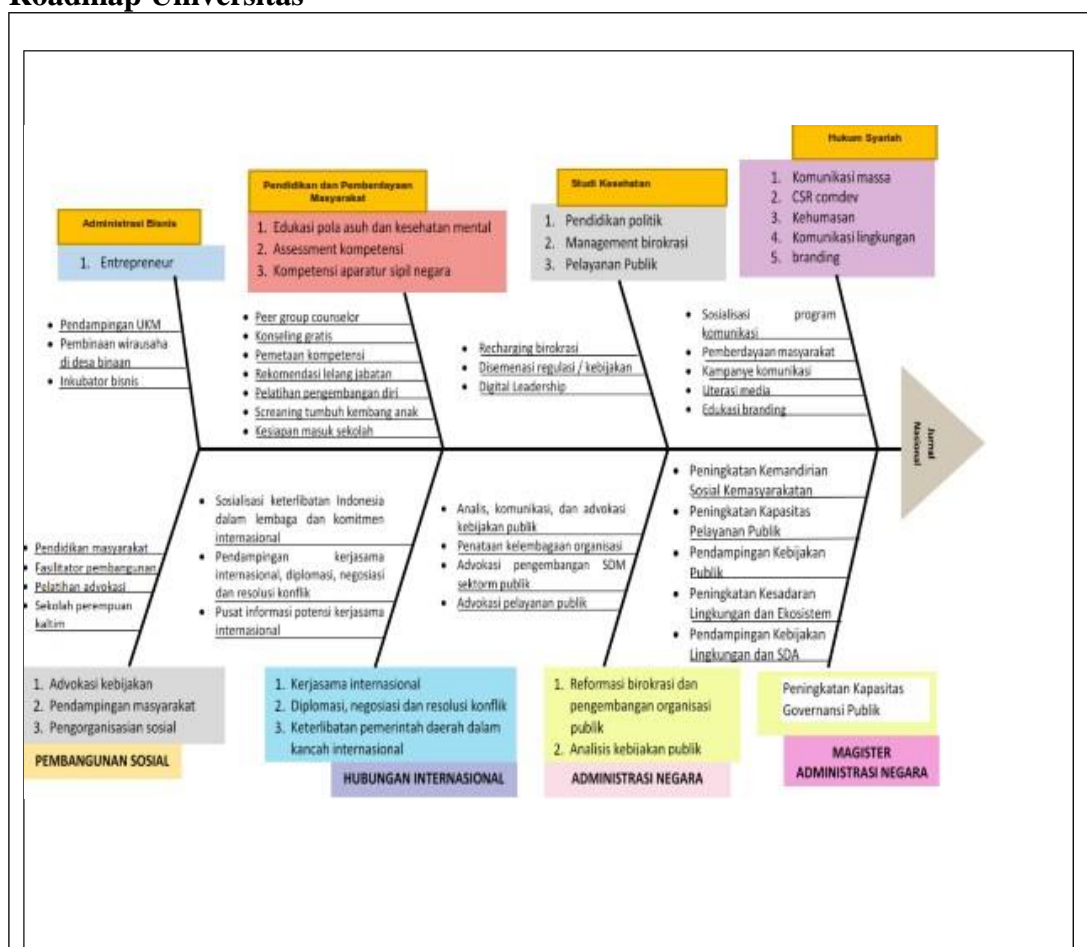 Roadmap Universitas
Administrasi Bisnis
1. Entrepreneur
Pendidikan dan Pemberdayaan
Masyarakat
1. Edukasi pola asuh dan kesehatan mental
2. Assessment kompetensi
3. Kompetensi aparatur sipil negara
Studi Kesehatan
1. Pendidikan politik
2. Management birokrasi
3. Pelayanan Publik
Hukum Syariah
1. Komunikasi massa
2. CSR comdev
3. Kehumasan
4. Komunikasi lingkungan
5. branding
• Pendampingan UKM
• Pembinaan wirausaha
di desa binaan
• Inkubator bisnis
• Peer group counselor
• Konseling gratis
• Pemetaan kompetensi
• Rekomendasi lelang jabatan
• Pelatihan pengembangan diri
• Screaning tumbuh kembang anak
• Kesiapan masuk sekolah
• Recharging birokrasi
• Disemenasi regulasi / kebijakan
• Digital Leadership
• Sosialisasi program
komunikasi
• Pemberdayaan masyarakat
• Kampanye komunikasi
• Uterasi media
• Edukasi branding
Jurnal
Nasional
• Pendidikan masyarakat
• Fasilitator pembangunan
• Pelatihan advokasi
• Sekolah perempuan
kaltim
• Sosialisasi keterlibatan Indonesia
dalam lembaga dan komitmen
internasional
• Pendampingan kerjasama
internasional, diplomasi, negosiasi
dan resolusi konflik
• Pusat informasi potensi kerjasama
internasional
• Analis, komunikasi, dan advokasi
kebijakan publik
• Penataan kelembagaan organisasi
• Advokasi pengembangan SDM
sektorm publik
• Advokasi pelayanan publik
• Peningkatan Kemandirian
Sosial Kemasyarakatan
• Peningkatan Kapasitas
Pelayanan Publik
• Pendampingan Kebijakan
Publik
• Peningkatan Kesadaran
Lingkungan dan Ekosistem
• Pendampingan Kebijakan
Lingkungan dan SDA
1. Advokasi kebijakan
2. Pendampingan masyarakat
3. Pengorganisasian sosial
PEMBANGUNAN SOSIAL
1. Kerjasama internasional
2. Diplomasi, negosiasi dan resolusi konflik
3. Keterlibatan pemerintah daerah dalam
kancah internasional
HUBUNGAN INTERNASIONAL
1. Reformasi birokrasi dan
pengembangan organisasi
publik
2. Analisis kebijakan publik
ADMINISTRASI NEGARA
Peningkatan Kapasitas
Governansi Publik
MAGISTER
ADMINISTRASI NEGARA